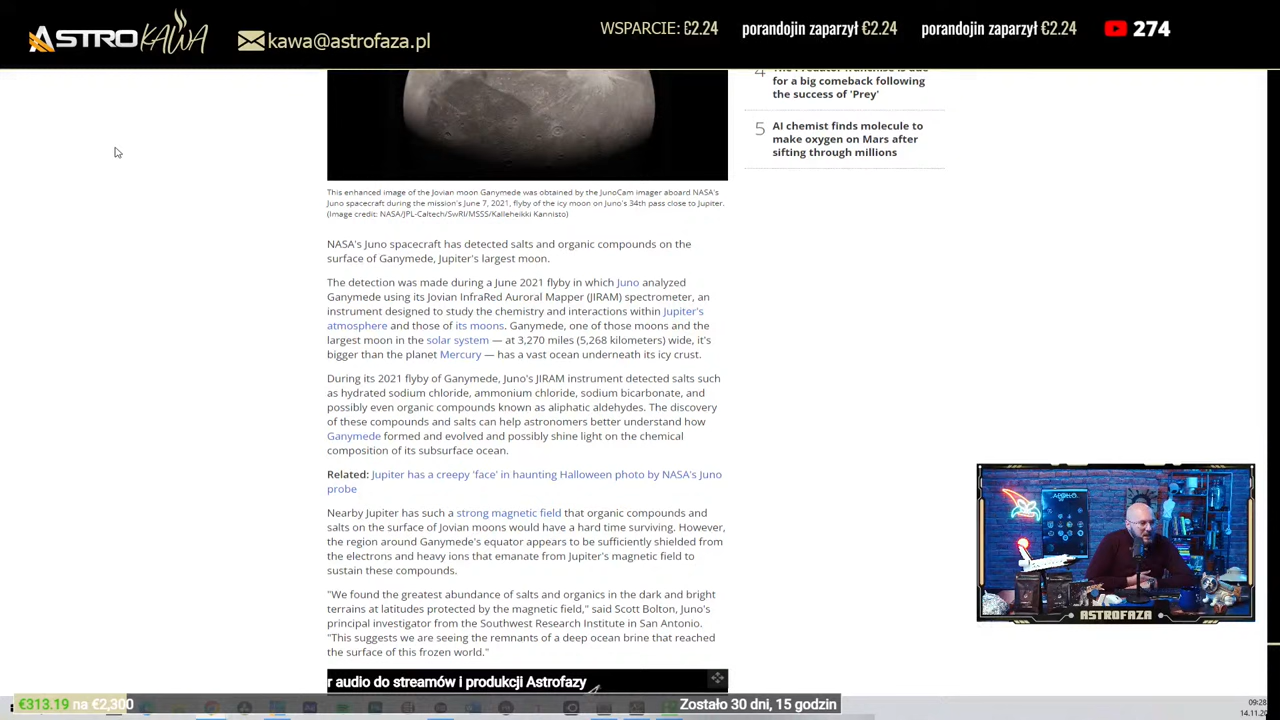 ASTROKAWA
kawa@astrofaza.pl
WSPARCIE: £2.24
porandojin zaparzył €2.24
porandojin zaparzył €2.24
274
4 The Predator franchise is due
for a big comeback following
the success of 'Prey'
5 AI chemist finds molecule to
make oxygen on Mars after
sifting through millions
This enhanced image of the Jovian moon Ganymede was obtained by the JunoCam imager aboard NASA's
Juno spacecraft during the mission's June 7, 2021, flyby of the icy moon on Juno's 34th pass close to Jupiter.
(Image credit: NASA/JPL-Caltech/SwRI/MSSS/Kalleheikki Kannisto)
NASA's Juno spacecraft has detected salts and organic compounds on the
surface of Ganymede, Jupiter's largest moon.
The detection was made during a June 2021 flyby in which Juno analyzed
Ganymede using its Jovian InfraRed Auroral Mapper (JIRAM) spectrometer, an
instrument designed to study the chemistry and interactions within Jupiter's
atmosphere and those of its moons. Ganymede, one of those moons and the
largest moon in the solar system — at 3,270 miles (5,268 kilometers) wide, it's
bigger than the planet Mercury — has a vast ocean underneath its icy crust.
During its 2021 flyby of Ganymede, Juno's JIRAM instrument detected salts such
as hydrated sodium chloride, ammonium chloride, sodium bicarbonate, and
possibly even organic compounds known as aliphatic aldehydes. The discovery
of these compounds and salts can help astronomers better understand how
Ganymede formed and evolved and possibly shine light on the chemical
composition of its subsurface ocean.
Related: Jupiter has a creepy 'face' in haunting Halloween photo by NASA's Juno
probe
Nearby Jupiter has such a strong magnetic field that organic compounds and
salts on the surface of Jovian moons would have a hard time surviving. However,
the region around Ganymede's equator appears to be sufficiently shielded from
the electrons and heavy ions that emanate from Jupiter's magnetic field to
sustain these compounds.
"We found the greatest abundance of salts and organics in the dark and bright
terrains at latitudes protected by the magnetic field," said Scott Bolton, Juno's
principal investigator from the Southwest Research Institute in San Antonio.
"This suggests we are seeing the remnants of a deep ocean brine that reached
the surface of this frozen world."
APOLLO
ASTROFAZA
r audio do streamów i produkcji Astrofazy
€313.19 na €2,300
Zostało 30 dni, 15 godzin
09:28
14.11.20